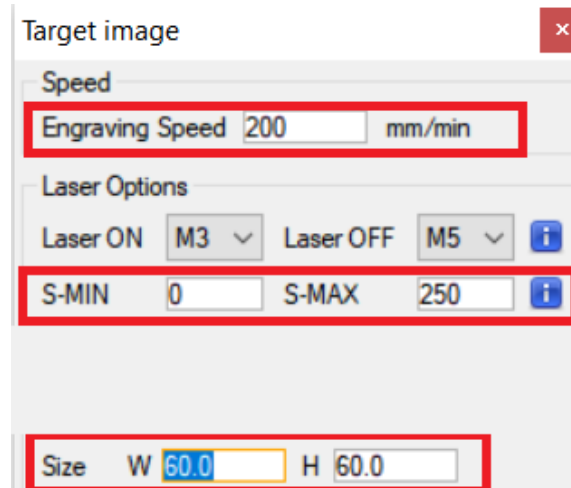 Target image ×
Speed
Engraving Speed 200 mm/min
Laser Options
Laser ON M3 Laser OFF M5 i
S-MIN 0 S-MAX 250 i
Size W 60.0 H 60.0